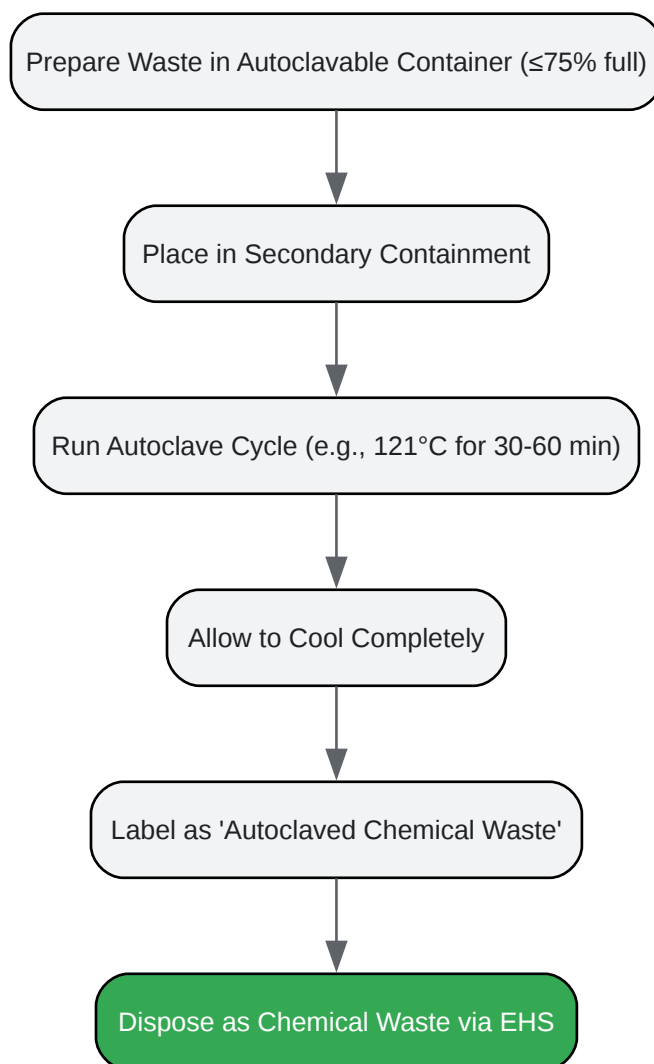 Prepare Waste in Autoclavable Container (≤75% full)
Place in Secondary Containment
Run Autoclave Cycle (e.g., 121°C for 30-60 min)
Allow to Cool Completely
Label as 'Autoclaved Chemical Waste'
Dispose as Chemical Waste via EHS